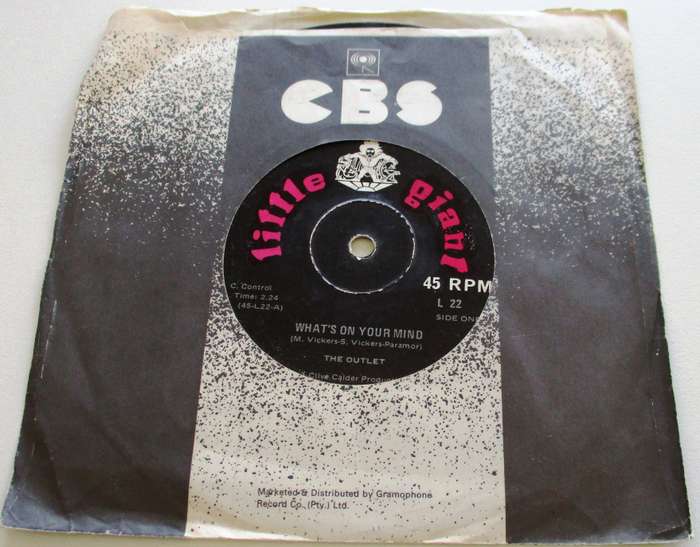 CBS
little giant
45 RPM
C. Control
L 22
Time: 2.24
SIDE ONE
(45-L22-A)
WHAT'S ON YOUR MIND
(M. Vickers-S. Vickers-Paramor)
THE OUTLET
Clive Calder
Marketed & Distributed by Gramophone
Record Co., (Pty.) Ltd.